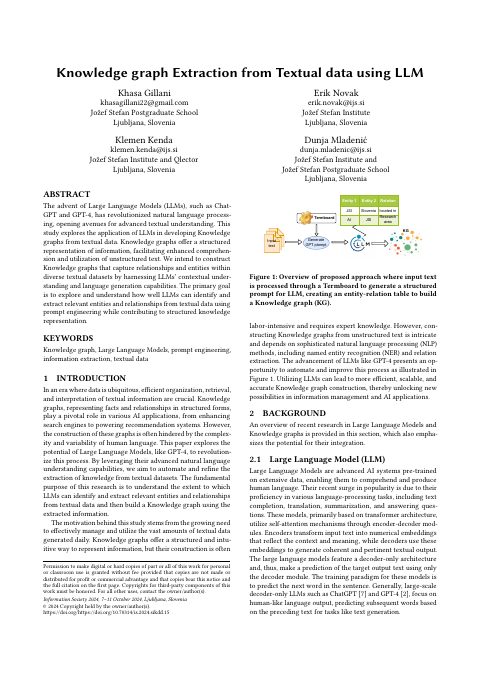 Knowledge graph Extraction from Textual data using LLM
Khasa Gillani
khasagillani22@gmail.com
Jožef Stefan Postgraduate School
Ljubljana, Slovenia
Erik Novak
erik.novak@ijs.si
Jožef Stefan Institute
Ljubljana, Slovenia
Klemen Kenda
klemen.kenda@ijs.si
Jožef Stefan Institute and Qlector
Ljubljana, Slovenia
Dunja Mladenić
dunja.mladenic@ijs.si
Jožef Stefan Institute and
Jožef Stefan Postgraduate School
Ljubljana, Slovenia
ABSTRACT
The advent of Large Language Models (LLMs), such as Chat-
GPT and GPT-4, has revolutionized natural language process-
ing, opening avenues for advanced textual understanding. This
study explores the application of LLMs in developing Knowledge
graphs from textual data. Knowledge graphs offer a structured
representation of information, facilitating enhanced comprehen-
sion and utilization of unstructured text. We intend to construct
Knowledge graphs that capture relationships and entities within
diverse textual datasets by harnessing LLMs' contextual under-
standing and language generation capabilities. The primary goal
is to explore and understand how well LLMs can identify and
extract relevant entities and relationships from textual data using
prompt engineering while contributing to structured knowledge
representation.
KEYWORDS
Knowledge graph, Large Language Models, prompt engineering,
information extraction, textual data
1 INTRODUCTION
In an era where data is ubiquitous, efficient organization, retrieval,
and interpretation of textual information are crucial. Knowledge
graphs, representing facts and relationships in structured forms,
play a pivotal role in various AI applications, from enhancing
search engines to powering recommendation systems. However,
the construction of these graphs is often hindered by the complex-
ity and variability of human language. This paper explores the
potential of Large Language Models, like GPT-4, to revolution-
ize this process. By leveraging their advanced natural language
understanding capabilities, we aim to automate and refine the
extraction of knowledge from textual datasets. The fundamental
purpose of this research is to understand the extent to which
LLMs can identify and extract relevant entities and relationships
from textual data and then build a Knowledge graph using the
extracted information.
The motivation behind this study stems from the growing need
to effectively manage and utilize the vast amounts of textual data
generated daily. Knowledge graphs offer a structured and intu-
itive way to represent information, but their construction is often
Permission to make digital or hard copies of part or all of this work for personal
or classroom use is granted without fee provided that copies are not made or
distributed for profit or commercial advantage and that copies bear this notice and
the full citation on the first page. Copyrights for third-party components of this
work must be honored. For all other uses, contact the owner/author(s).
Information Society 2024, 7–11 October 2024, Ljubljana, Slovenia
© 2024 Copyright held by the owner/author(s).
https://doi.org/https://doi.org/10.70314/is.2024.sikdd.15
Entity 1 Entity 2 Relation
JSI Slovenia located in
AI JSI Research area
Termboard
Input text
Generate GPT prompt
LLM
KG
Figure 1: Overview of proposed approach where input text
is processed through a Termboard to generate a structured
prompt for LLM, creating an entity-relation table to build
a Knowledge graph (KG).
labor-intensive and requires expert knowledge. However, con-
structing Knowledge graphs from unstructured text is intricate
and depends on sophisticated natural language processing (NLP)
methods, including named entity recognition (NER) and relation
extraction. The advancement of LLMs like GPT-4 presents an op-
portunity to automate and improve this process as illustrated in
Figure 1. Utilizing LLMs can lead to more efficient, scalable, and
accurate Knowledge graph construction, thereby unlocking new
possibilities in information management and AI applications.
2 BACKGROUND
An overview of recent research in Large Language Models and
Knowledge graphs is provided in this section, which also empha-
sizes the potential for their integration.
2.1 Large Language Model (LLM)
Large Language Models are advanced AI systems pre-trained
on extensive data, enabling them to comprehend and produce
human language. Their recent surge in popularity is due to their
proficiency in various language-processing tasks, including text
completion, translation, summarization, and answering ques-
tions. These models, primarily based on transformer architecture,
utilize self-attention mechanisms through encoder-decoder mod-
ules. Encoders transform input text into numerical embeddings
that reflect the context and meaning, while decoders use these
embeddings to generate coherent and pertinent textual output.
The large language models feature a decoder-only architecture
and, thus, make a prediction of the target output text using only
the decoder module. The training paradigm for these models is
to predict the next word in the sentence. Generally, large-scale
decoder-only LLMs such as ChatGPT [7] and GPT-4 [2], focus on
human-like language output, predicting subsequent words based
on the preceding text for tasks like text generation.